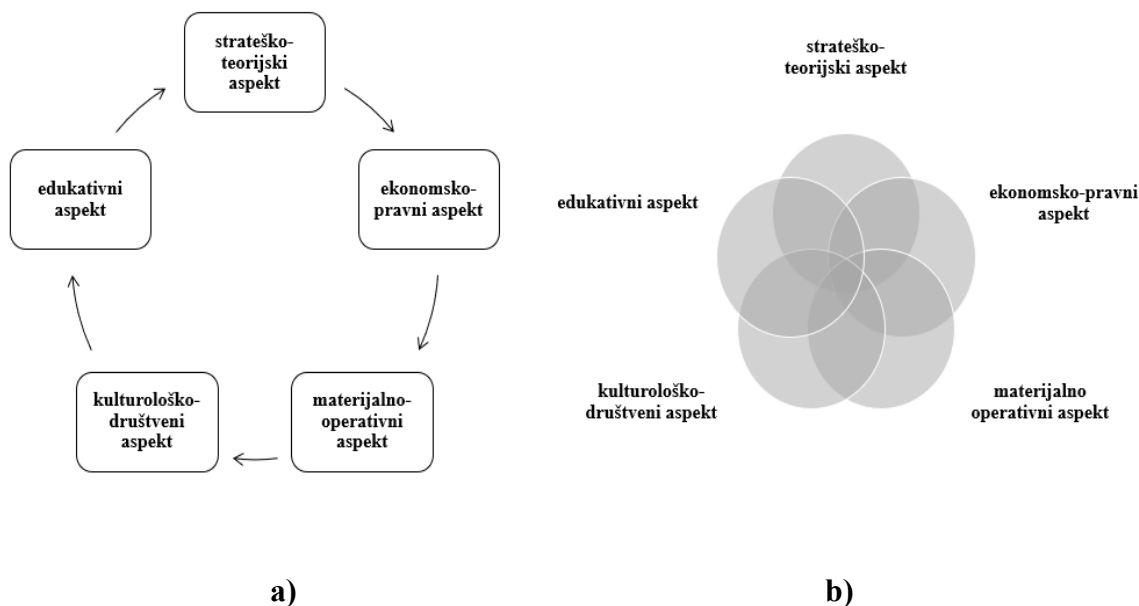 strateško-
teorijski
aspekt
edukativni
aspekt
ekonomsko-
pravni aspekt
kulturološko-
društveni
aspekt
materijalno-
operativni
aspekt
a)
strateško-
teorijski aspekt
edukativni aspekt
ekonomsko-pravni
aspekt
kulturološko-
društveni aspekt
materijalno
operativni aspekt
b)